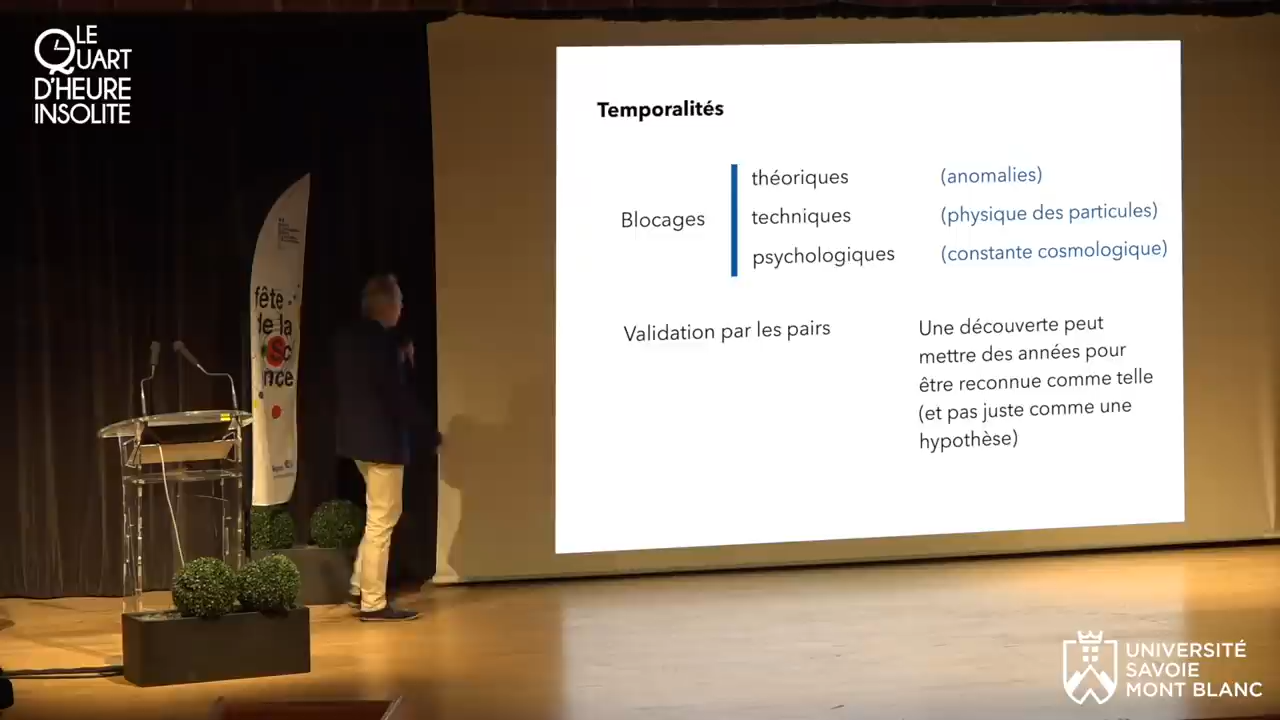 LE
QUART
D'HEURE
INSOLITE
Temporalités
Blocages
théoriques (anomalies)
techniques (physique des particules)
psychologiques (constante cosmologique)
Validation par les pairs
Une découverte peut
mettre des années pour
être reconnue comme telle
(et pas juste comme une
hypothèse)
fête
de la
Sc
nce
UNIVERSITÉ
SAVOIE
MONT BLANC